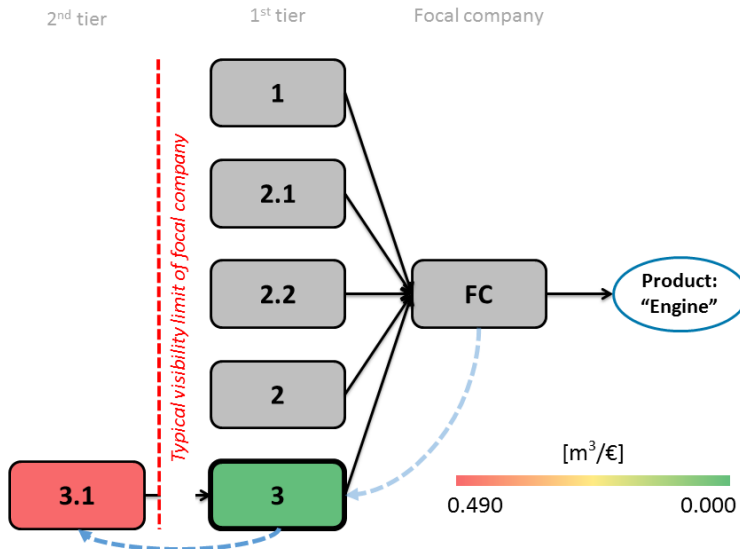 2nd tier
1st tier
Focal company
Typical visibility limit of focal company
1
2.1
2.2
FC
Product:
“Engine”
2
[m³/€]
3.1
3
0.490
0.000